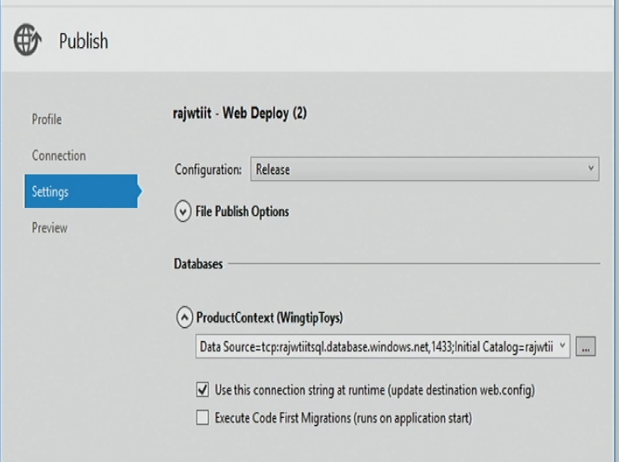 Publish
Profile
Connection
Settings
Preview
rajwtiit - Web Deploy (2)
Configuration: Release
File Publish Options
Databases
ProductContext (WingtipToys)
Data Source=tcp:rajwtiitsql.database.windows.net,1433;Initial Catalog=rajwtii
...
Use this connection string at runtime (update destination web.config)
Execute Code First Migrations (runs on application start)